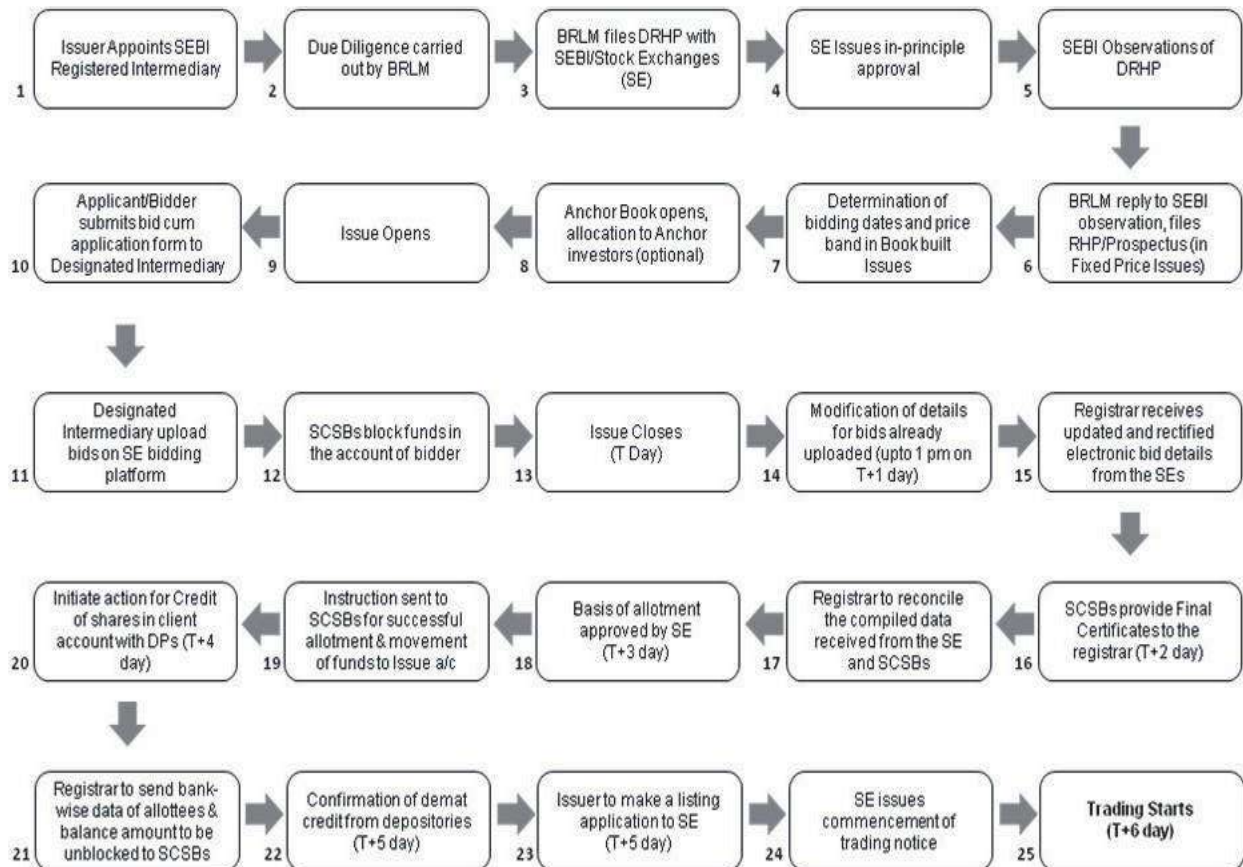 Issuer Appoints SEBI
Registered Intermediary
1
Due Diligence carried
out by BRLM
2
BRLM files DRHP with
SEBI/Stock Exchanges
(SE)
3
SE Issues in-principle
approval
4
SEBI Observations of
DRHP
5
BRLM reply to SEBI
observation, files
RHP/Prospectus (in
Fixed Price Issues)
6
Determination of
bidding dates and price
band in Book built
Issues
7
Anchor Book opens,
allocation to Anchor
investors (optional)
8
Issue Opens
9
Applicant/Bidder
submits bid cum
application form to
Designated Intermediary
10
Designated
Intermediary upload
bids on SE bidding
platform
11
SCSBs block funds in
the account of bidder
12
Issue Closes
(T Day)
13
Modification of details
for bids already
uploaded (upto 1 pm on
T+1 day)
14
Registrar receives
updated and rectified
electronic bid details
from the SEs
15
SCSBs provide Final
Certificates to the
registrar (T+2 day)
16
Registrar to reconcile
the compiled data
received from the SE
and SCSBs
17
Basis of allotment
approved by SE
(T+3 day)
18
Instruction sent to
SCSBs for successful
allotment & movement
of funds to Issue a/c
19
Initiate action for Credit
of shares in client
account with DPs (T+4
day)
20
Registrar to send bank-
wise data of allottees &
balance amount to be
unblocked to SCSBs
21
Confirmation of demat
credit from depositories
(T+5 day)
22
Issuer to make a listing
application to SE
(T+5 day)
23
SE issues
commencement of
trading notice
24
Trading Starts
(T+6 day)
25